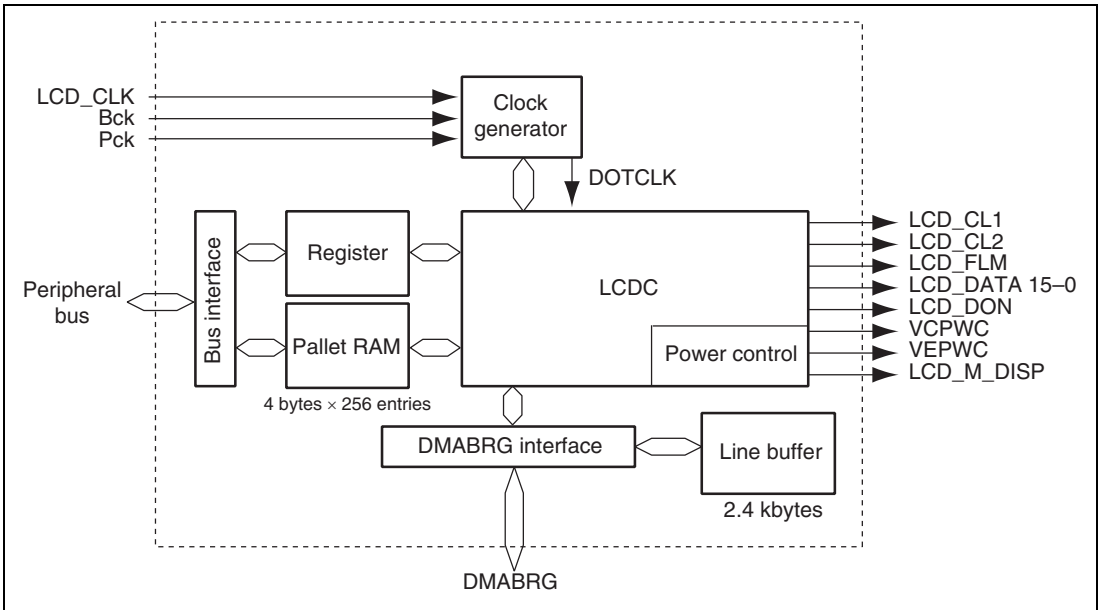 LCD_CLK
Bck
Pck
Clock
generator
DOTCLK
Peripheral
bus
Bus interface
Register
Pallet RAM
4 bytes × 256 entries
LCDC
Power control
LCD_CL1
LCD_CL2
LCD_FLM
LCD_DATA 15–0
LCD_DON
VCPWC
VEPWC
LCD_M_DISP
DMABRG interface
Line buffer
2.4 kbytes
DMABRG